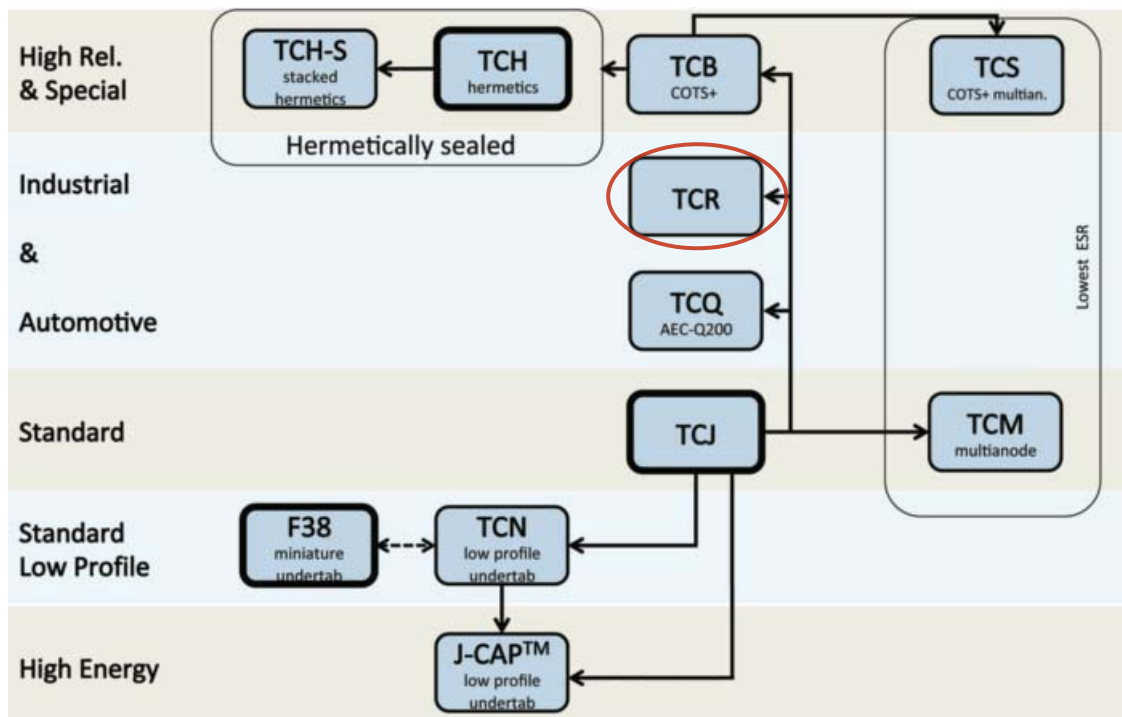 High Rel.
& Special
TCH-S
stacked
hermetics
TCH
hermetics
TCB
COTS+
TCS
COTS+ multian.
Hermetically sealed
Industrial
&
Automotive
TCR
TCQ
AEC-Q200
Lowest ESR
Standard
TCJ
TCM
multianode
Standard
Low Profile
F38
miniature
undertab
TCN
low profile
undertab
High Energy
J-CAP™
low profile
undertab